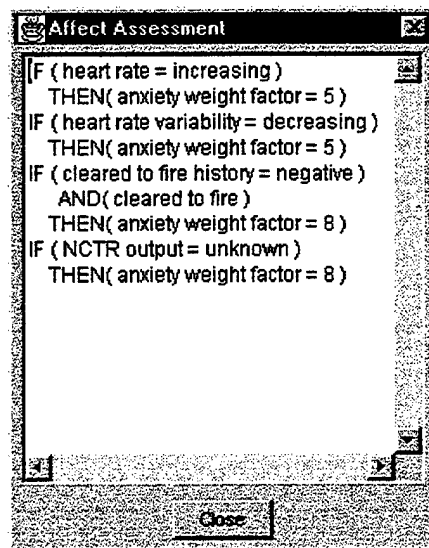 Affect Assessment
IF ( heart rate = increasing )
THEN( anxiety weight factor = 5 )
IF ( heart rate variability = decreasing )
THEN( anxiety weight factor = 5 )
IF ( cleared to fire history = negative )
AND( cleared to fire )
THEN( anxiety weight factor = 8 )
IF ( NCTR output = unknown )
THEN( anxiety weight factor = 8 )
Close